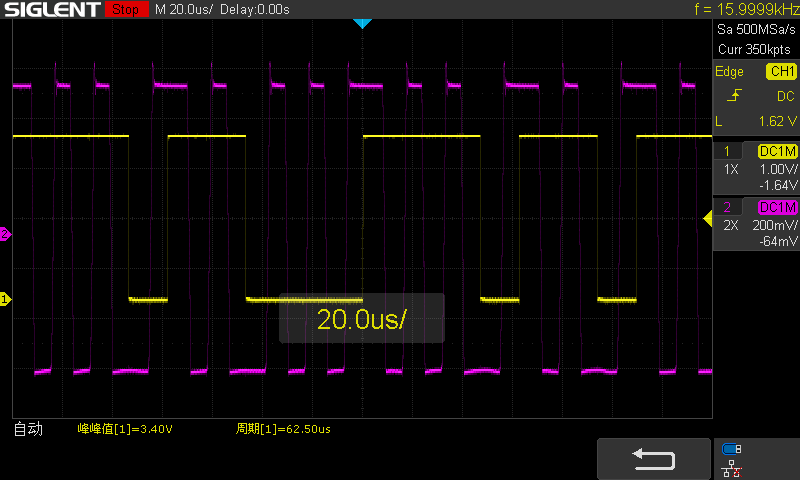 SIGLENT Stop M 20.0us/ Delay:0.00s f = 15.9999kHz
Sa 500MSa/s
Curr 350kpts
Edge CH1
DC
L 1.62 V
1 DC1M
1X 1.00V/
-1.64V
2 DC1M
2X 200mV/
-64mV
2
1
20.0us/
自动 峰峰值[1]=3.40V 周期[1]=62.50us